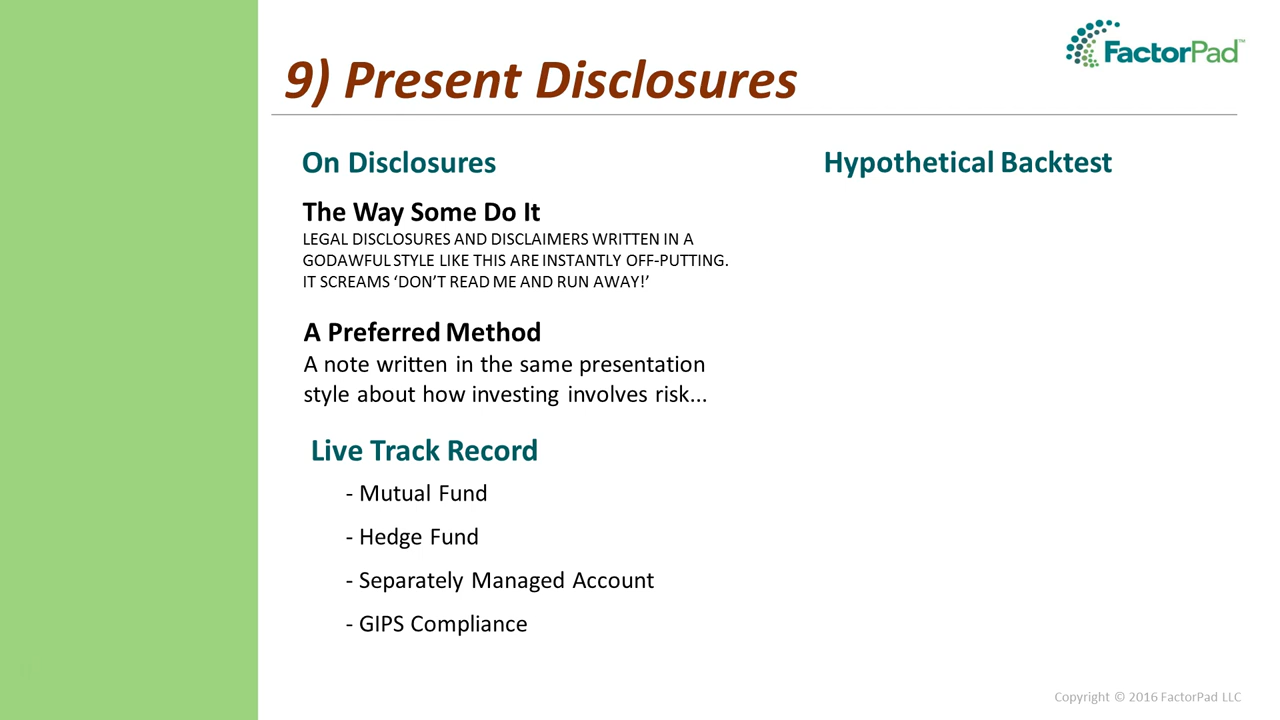 FactorPad™
9) Present Disclosures
On Disclosures
The Way Some Do It
LEGAL DISCLOSURES AND DISCLAIMERS WRITTEN IN A
GODAWFUL STYLE LIKE THIS ARE INSTANTLY OFF-PUTTING.
IT SCREAMS ‘DON’T READ ME AND RUN AWAY!’
A Preferred Method
A note written in the same presentation
style about how investing involves risk...
Live Track Record
- Mutual Fund
- Hedge Fund
- Separately Managed Account
- GIPS Compliance
Hypothetical Backtest
Copyright © 2016 FactorPad LLC